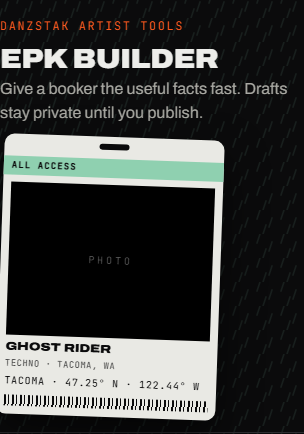 DANZSTAK ARTIST TOOLS
EPK BUILDER
Give a booker the useful facts fast. Drafts
stay private until you publish.
ALL ACCESS
PHOTO
GHOST RIDER
TECHNO · TACOMA, WA
TACOMA · 47.25° N · 122.44° W